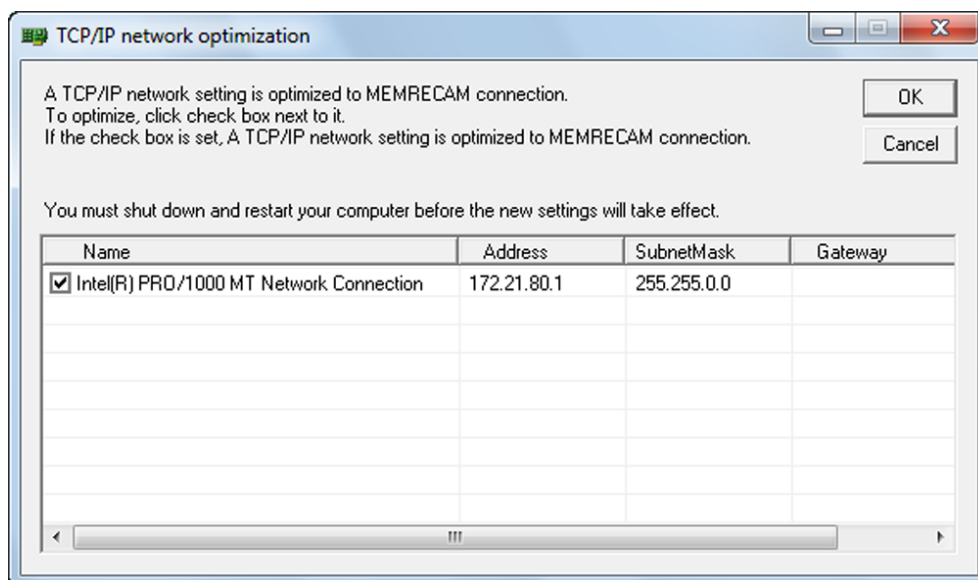 TCP/IP network optimization
A TCP/IP network setting is optimized to MEMRECAM connection.
To optimize, click check box next to it.
If the check box is set, A TCP/IP network setting is optimized to MEMRECAM connection.
OK
Cancel
You must shut down and restart your computer before the new settings will take effect.
Name Address SubnetMask Gateway
Intel(R) PRO/1000 MT Network Connection 172.21.80.1 255.255.0.0